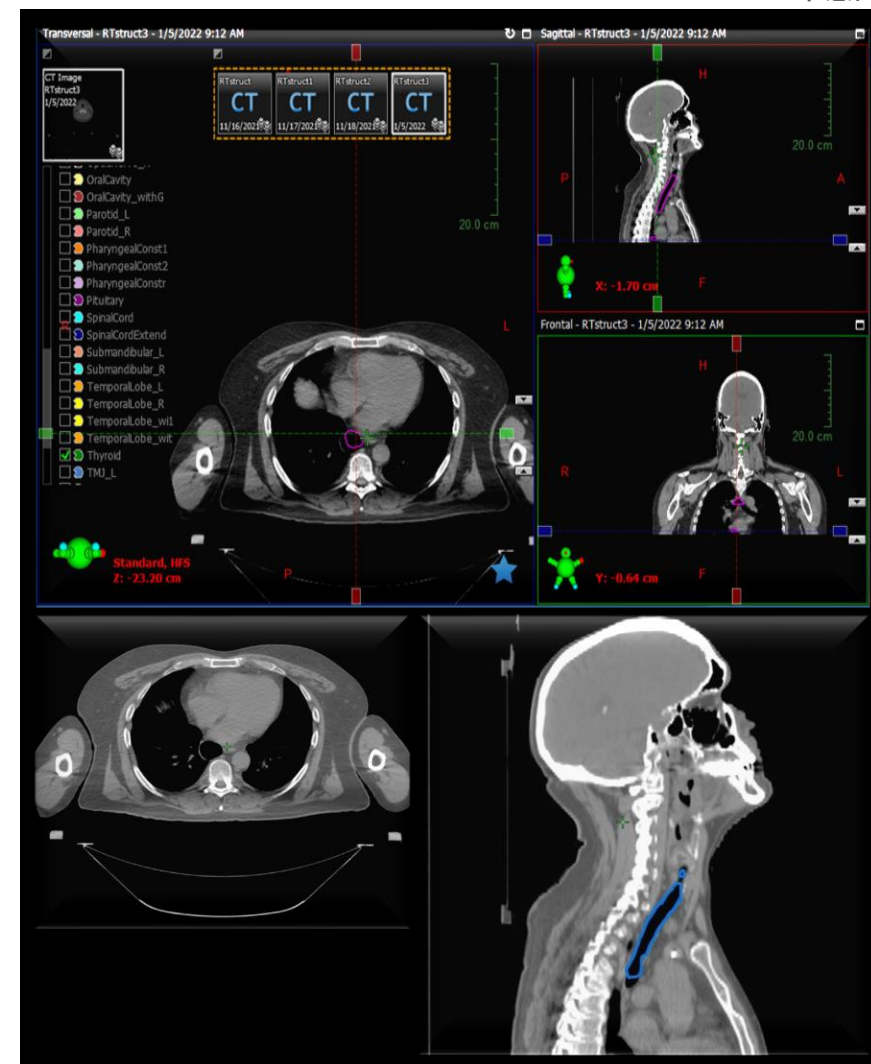 Transversal - RTstruct3 - 1/5/2022 9:12 AM
CT Image
RTstruct3
1/5/2022
RTstruct
CT
11/16/2021
RTstruct1
CT
11/17/2021
RTstruct2
CT
11/18/2021
RTstruct3
CT
1/5/2022
OralCavity
OralCavity_withG
Parotid_L
Parotid_R
PharyngealConst1
PharyngealConst2
PharyngealConstr
Pituitary
SpinalCord
SpinalCordExtend
Submandibular_L
Submandibular_R
TemporalLobe_L
TemporalLobe_R
TemporalLobe_wi1
TemporalLobe_wit
Thyroid
TMJ_L
20.0 cm
L
P
Standard, HFS
Z: -23.20 cm
Sagittal - RTstruct3 - 1/5/2022 9:12 AM
H
20.0 cm
P
A
X: -1.70 cm
F
Frontal - RTstruct3 - 1/5/2022 9:12 AM
H
20.0 cm
R
L
Y: -0.64 cm
F